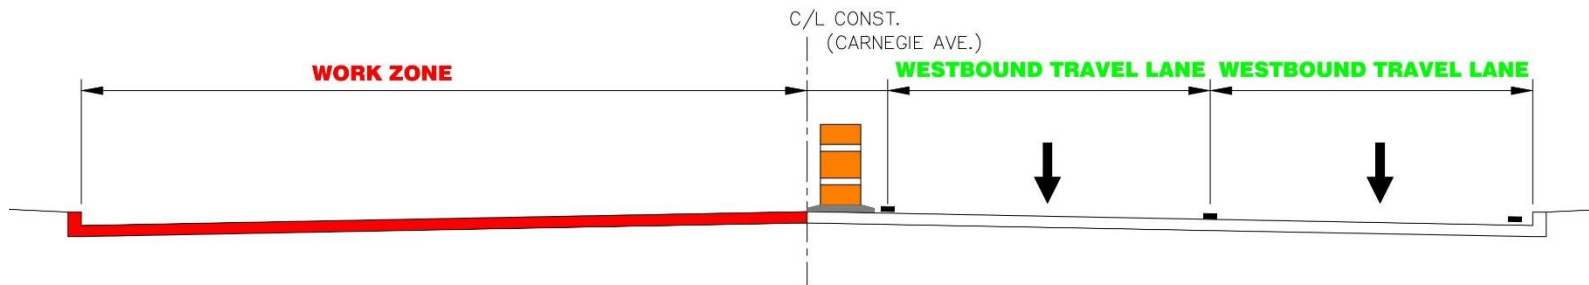 C/L CONST.
(CARNEGIE AVE.)
WORK ZONE
WESTBOUND TRAVEL LANE
WESTBOUND TRAVEL LANE